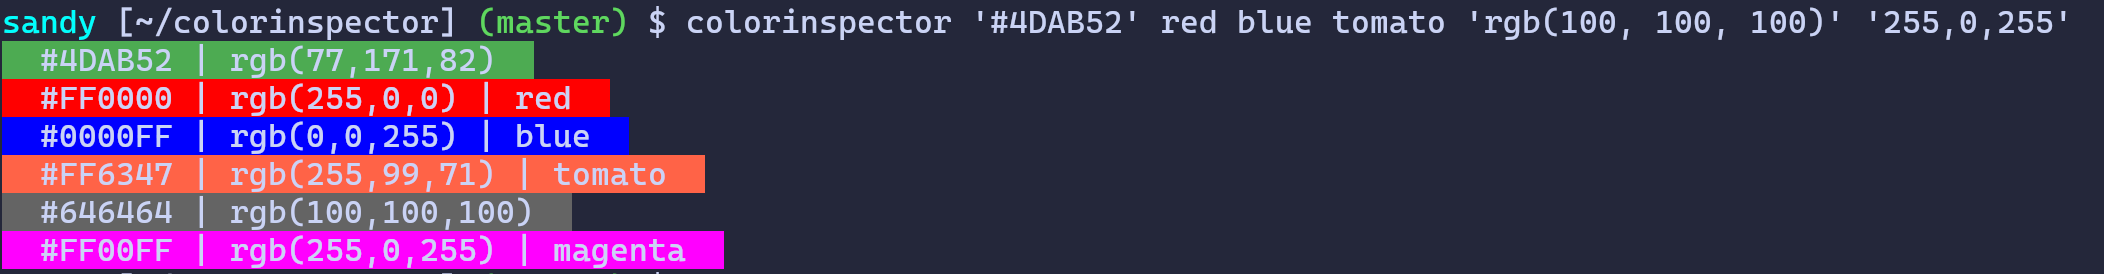 sandy [~/colorinspector] (master) $ colorinspector '#4DAB52' red blue tomato 'rgb(100, 100, 100)' '255,0,255'
#4DAB52 | rgb(77,171,82)
#FF0000 | rgb(255,0,0) | red
#0000FF | rgb(0,0,255) | blue
#FF6347 | rgb(255,99,71) | tomato
#646464 | rgb(100,100,100)
#FF00FF | rgb(255,0,255) | magenta